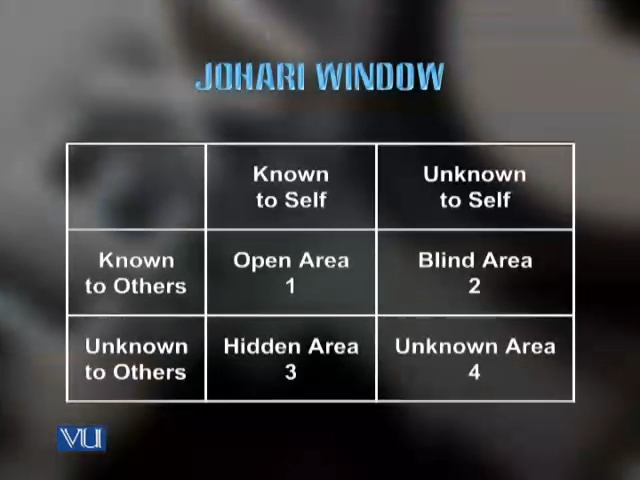 JOHARI WINDOW
Known
to Self
Unknown
to Self
Known
to Others
Open Area
1
Blind Area
2
Unknown
to Others
Hidden Area
3
Unknown Area
4
VU